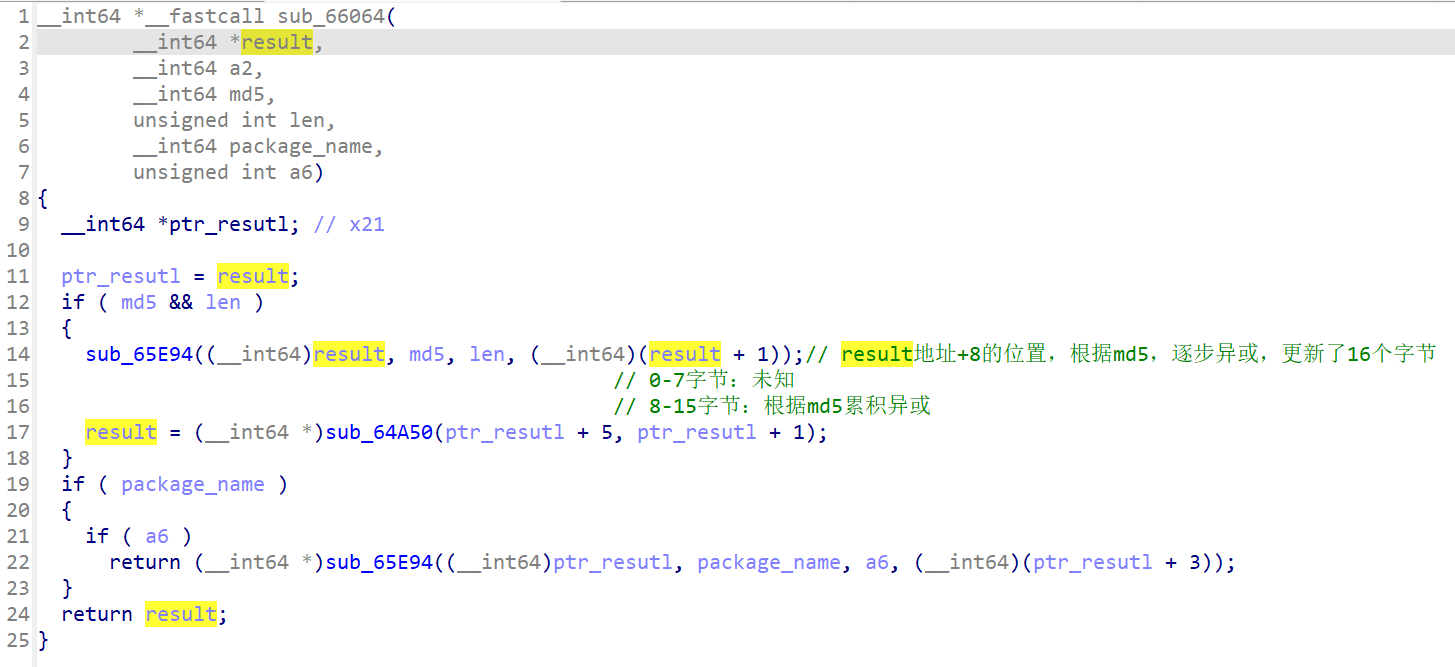 1 __int64 *__fastcall sub_66064(
2 __int64 *result,
3 __int64 a2,
4 __int64 md5,
5 unsigned int len,
6 __int64 package_name,
7 unsigned int a6)
8 {
9 __int64 *ptr_resutl; // x21
10
11 ptr_resutl = result;
12 if ( md5 && len )
13 {
14 sub_65E94((__int64)result, md5, len, (__int64)(result + 1));// result地址+8的位置，根据md5，逐步异或，更新了16个字节
15 // 0-7字节：未知
16 // 8-15字节：根据md5累积异或
17 result = (__int64 *)sub_64A50(ptr_resutl + 5, ptr_resutl + 1);
18 }
19 if ( package_name )
20 {
21 if ( a6 )
22 return (__int64 *)sub_65E94((__int64)ptr_resutl, package_name, a6, (__int64)(ptr_resutl + 3));
23 }
24 return result;
25 }